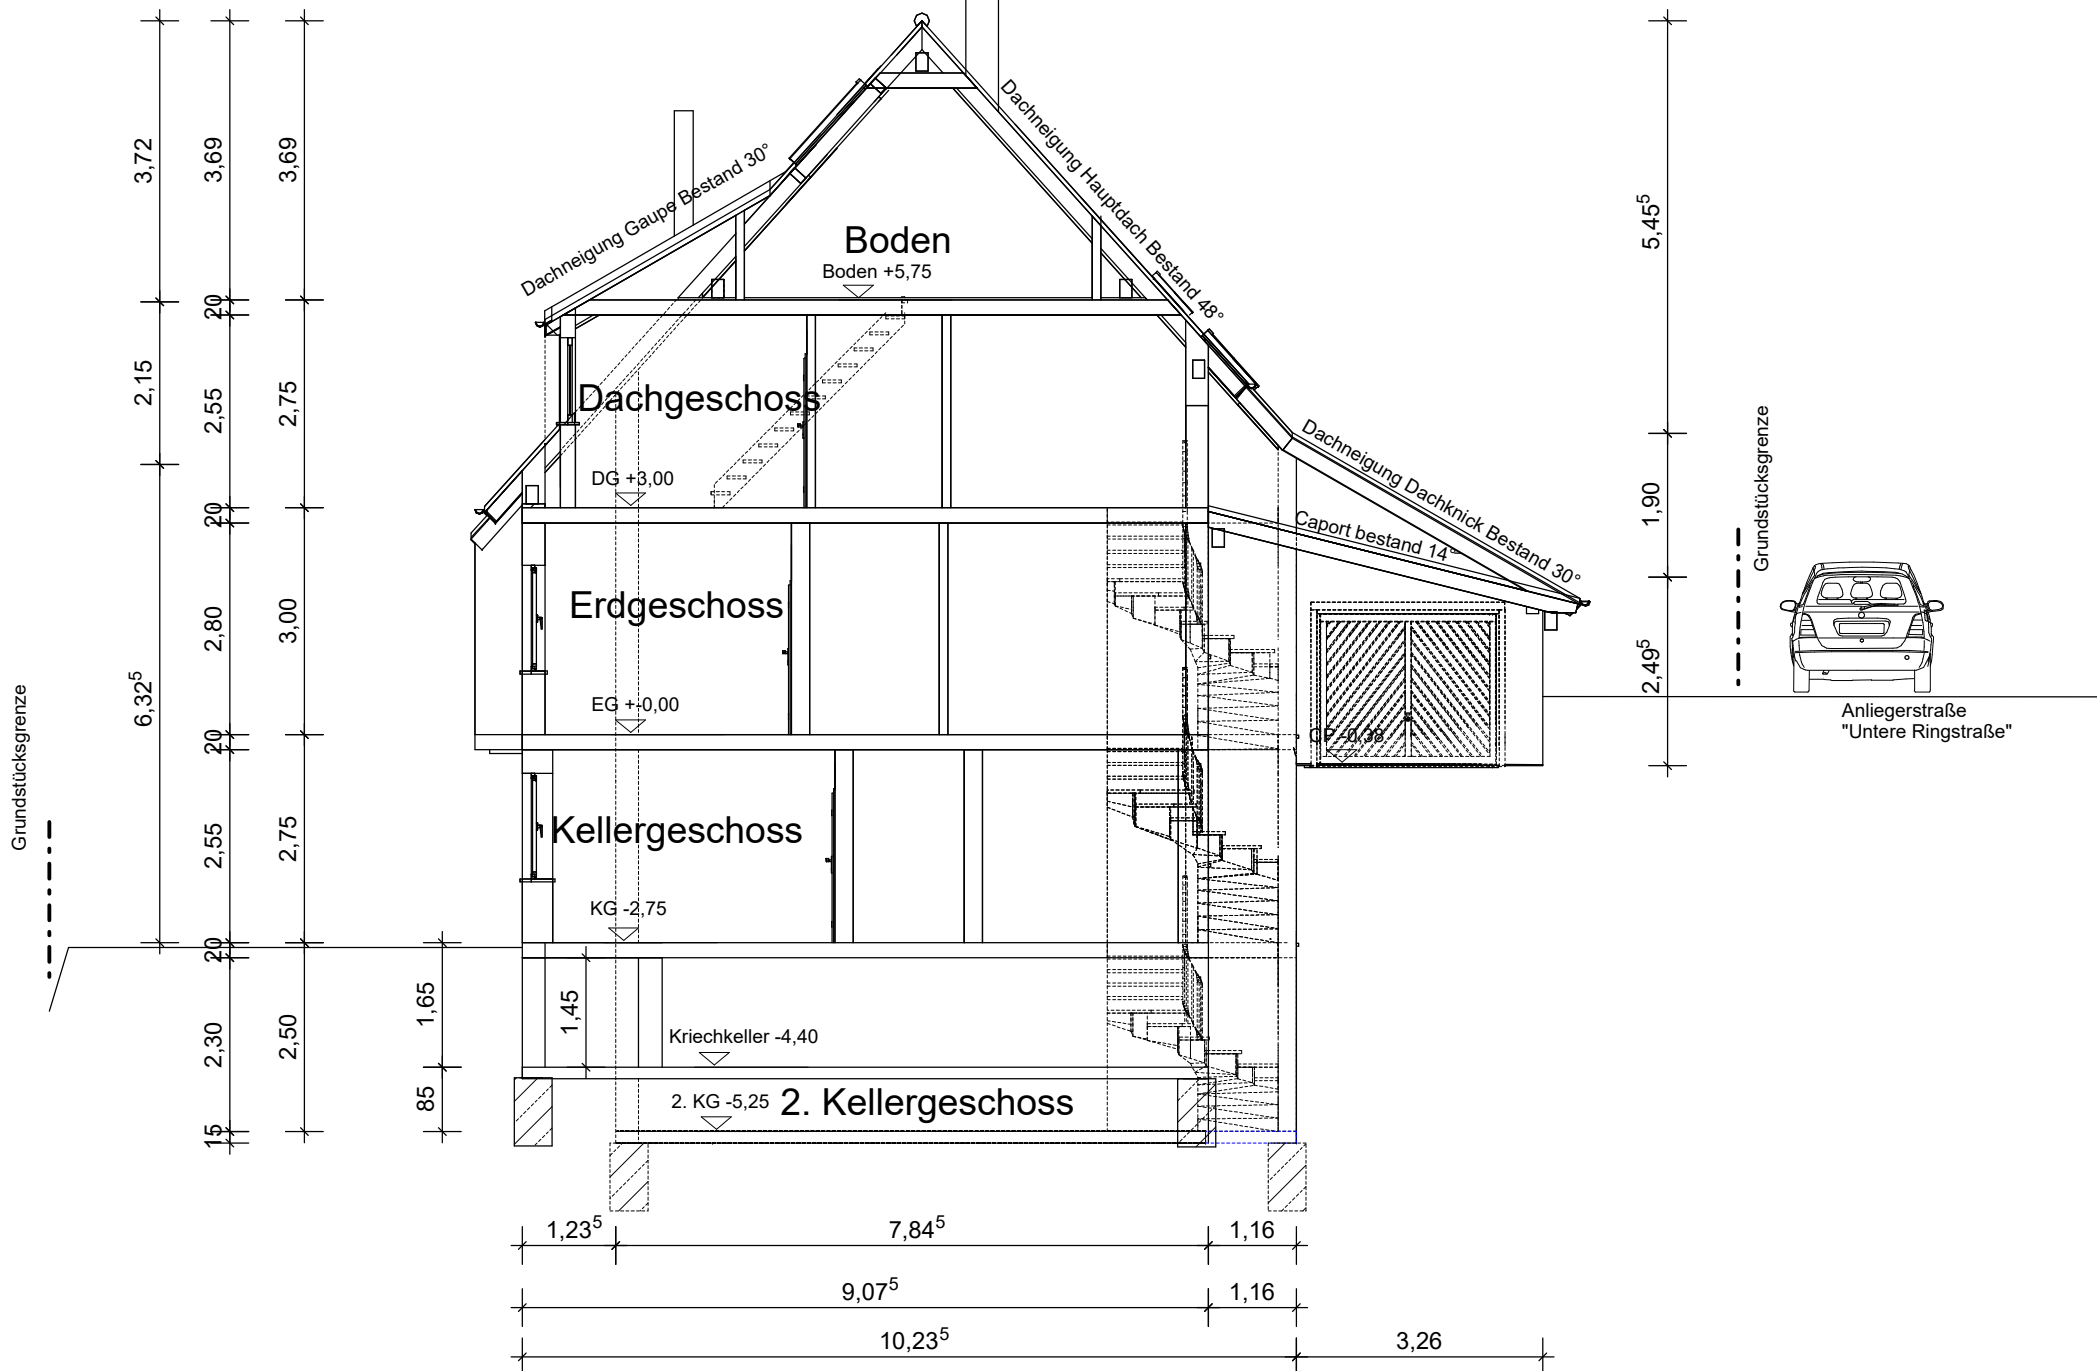 3,72
2,15
6,32⁵
3,69
20
2,55
20
2,80
20
2,55
20
2,30
15
3,69
2,75
3,00
2,75
2,50
1,65
85
1,45
Grundstücksgrenze
Dachneigung Gaupe Bestand 30°
Dachneigung Hauptdach Bestand 48°
Boden
Boden +5,75
Dachgeschoss
DG +3,00
Dachneigung Dachknick Bestand 30°
Caport bestand 14°
Erdgeschoss
EG +-0,00
CP -0,38
Kellergeschoss
KG -2,75
Kriechkeller -4,40
2. KG -5,25
2. Kellergeschoss
5,45⁵
1,90
2,49⁵
Grundstücksgrenze
Anliegerstraße
"Untere Ringstraße"
1,23⁵ 7,84⁵ 1,16
9,07⁵ 1,16
10,23⁵ 3,26